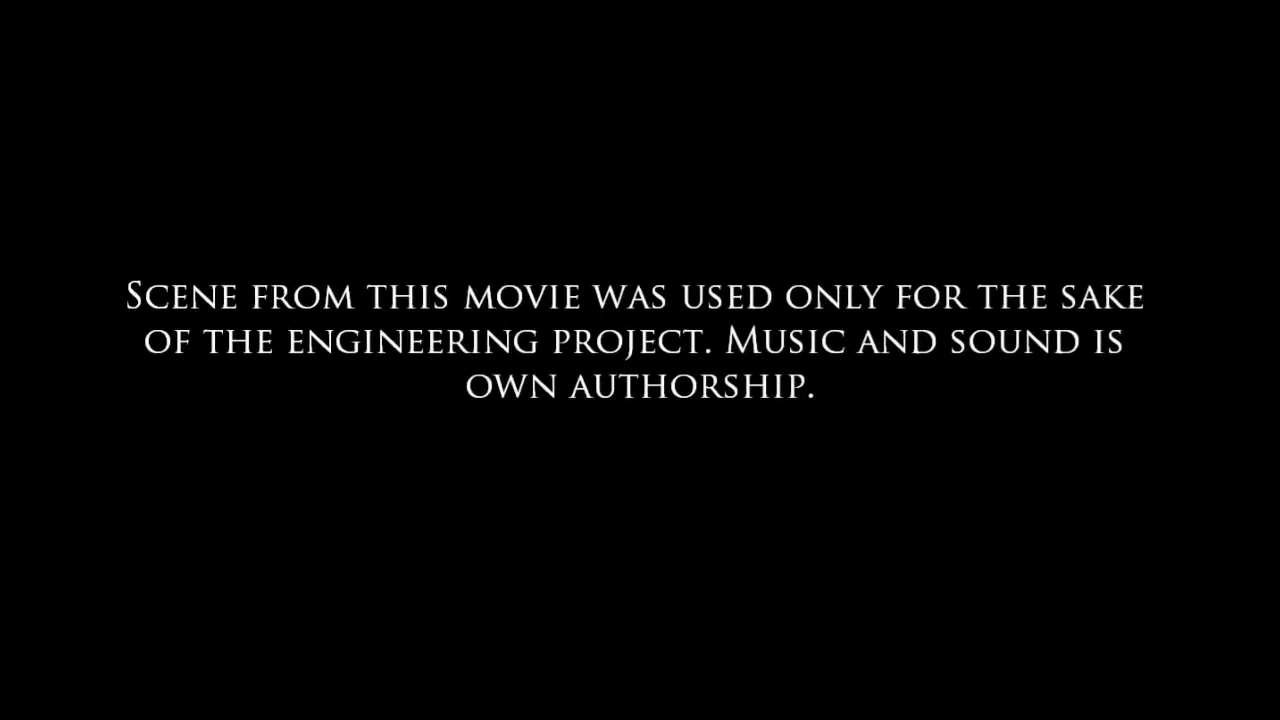 Scene from this movie was used only for the sake
of the engineering project. Music and sound is
own authorship.